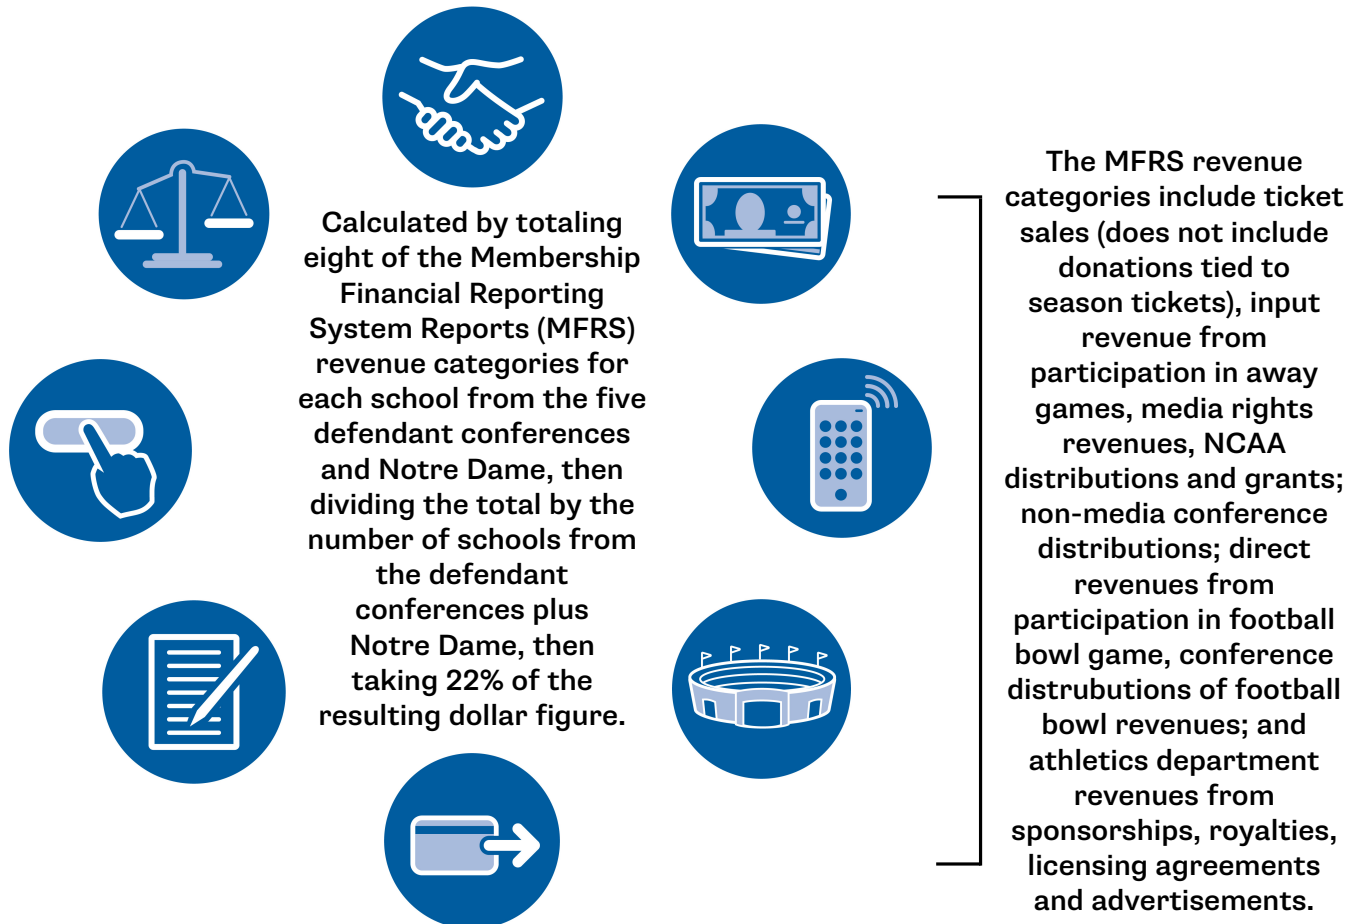 Calculated by totaling
eight of the Membership
Financial Reporting
System Reports (MFRS)
revenue categories for
each school from the five
defendant conferences
and Notre Dame, then
dividing the total by the
number of schools from
the defendant
conferences plus
Notre Dame, then
taking 22% of the
resulting dollar figure.
The MFRS revenue
categories include ticket
sales (does not include
donations tied to
season tickets), input
revenue from
participation in away
games, media rights
revenues, NCAA
distributions and grants;
non-media conference
distributions; direct
revenues from
participation in football
bowl game, conference
distrubutions of football
bowl revenues; and
athletics department
revenues from
sponsorships, royalties,
licensing agreements
and advertisements.